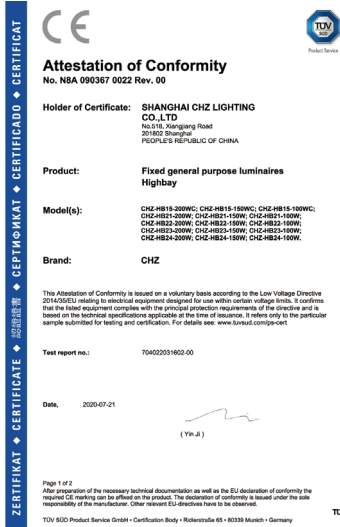 CE
TÜV
SÜD
Product Service
Attestation of Conformity
No. N8A 090367 0022 Rev. 00
Holder of Certificate: SHANGHAI CHZ LIGHTING
CO.,LTD
No.518, Xiangjiang Road
201802 Shanghai
PEOPLE'S REPUBLIC OF CHINA
Product: Fixed general purpose luminaires
Highbay
Model(s): CHZ-HB15-200WC; CHZ-HB15-150WC; CHZ-HB15-100WC;
CHZ-HB21-200W; CHZ-HB21-150W; CHZ-HB21-100W;
CHZ-HB22-200W; CHZ-HB22-150W; CHZ-HB22-100W;
CHZ-HB23-200W; CHZ-HB23-150W; CHZ-HB23-100W;
CHZ-HB24-200W; CHZ-HB24-150W; CHZ-HB24-100W.
Brand: CHZ
This Attestation of Conformity is issued on a voluntary basis according to the Low Voltage Directive
2014/35/EU relating to electrical equipment designed for use within certain voltage limits. It confirms
that the listed equipment complies with the principal protection requirements of the directive and is
based on the technical specifications applicable at the time of issuance. It refers only to the particular
sample submitted for testing and certification. For details see: www.tuvsud.com/ps-cert
Test report no.: 704022031602-00
Date, 2020-07-21
( Yin Ji )
Page 1 of 2
After preparation of the necessary technical documentation as well as the EU declaration of conformity the
required CE marking can be affixed on the product. The declaration of conformity is issued under the sole
responsibility of the manufacturer. Other relevant EU-directives have to be observed.
TÜV SÜD Product Service GmbH • Certification Body • Ridlerstraße 65 • 80339 Munich • Germany
ZERTIFIKAT ◆ CERTIFICATE ◆ 認證證書 ◆ СЕРТИФИКАТ ◆ CERTIFICADO ◆ CERTIFICAT